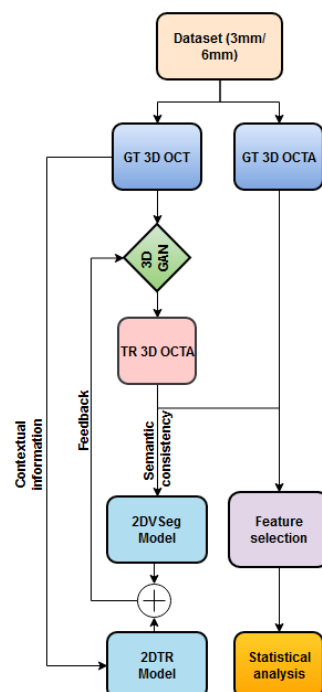 Dataset (3mm/
6mm)
GT 3D OCT
GT 3D OCTA
3D
GAN
TR 3D OCTA
Contextual
information
Feedback
Semantic
consistency
2DVSeg
Model
Feature
selection
2DTR Model
Statistical
analysis